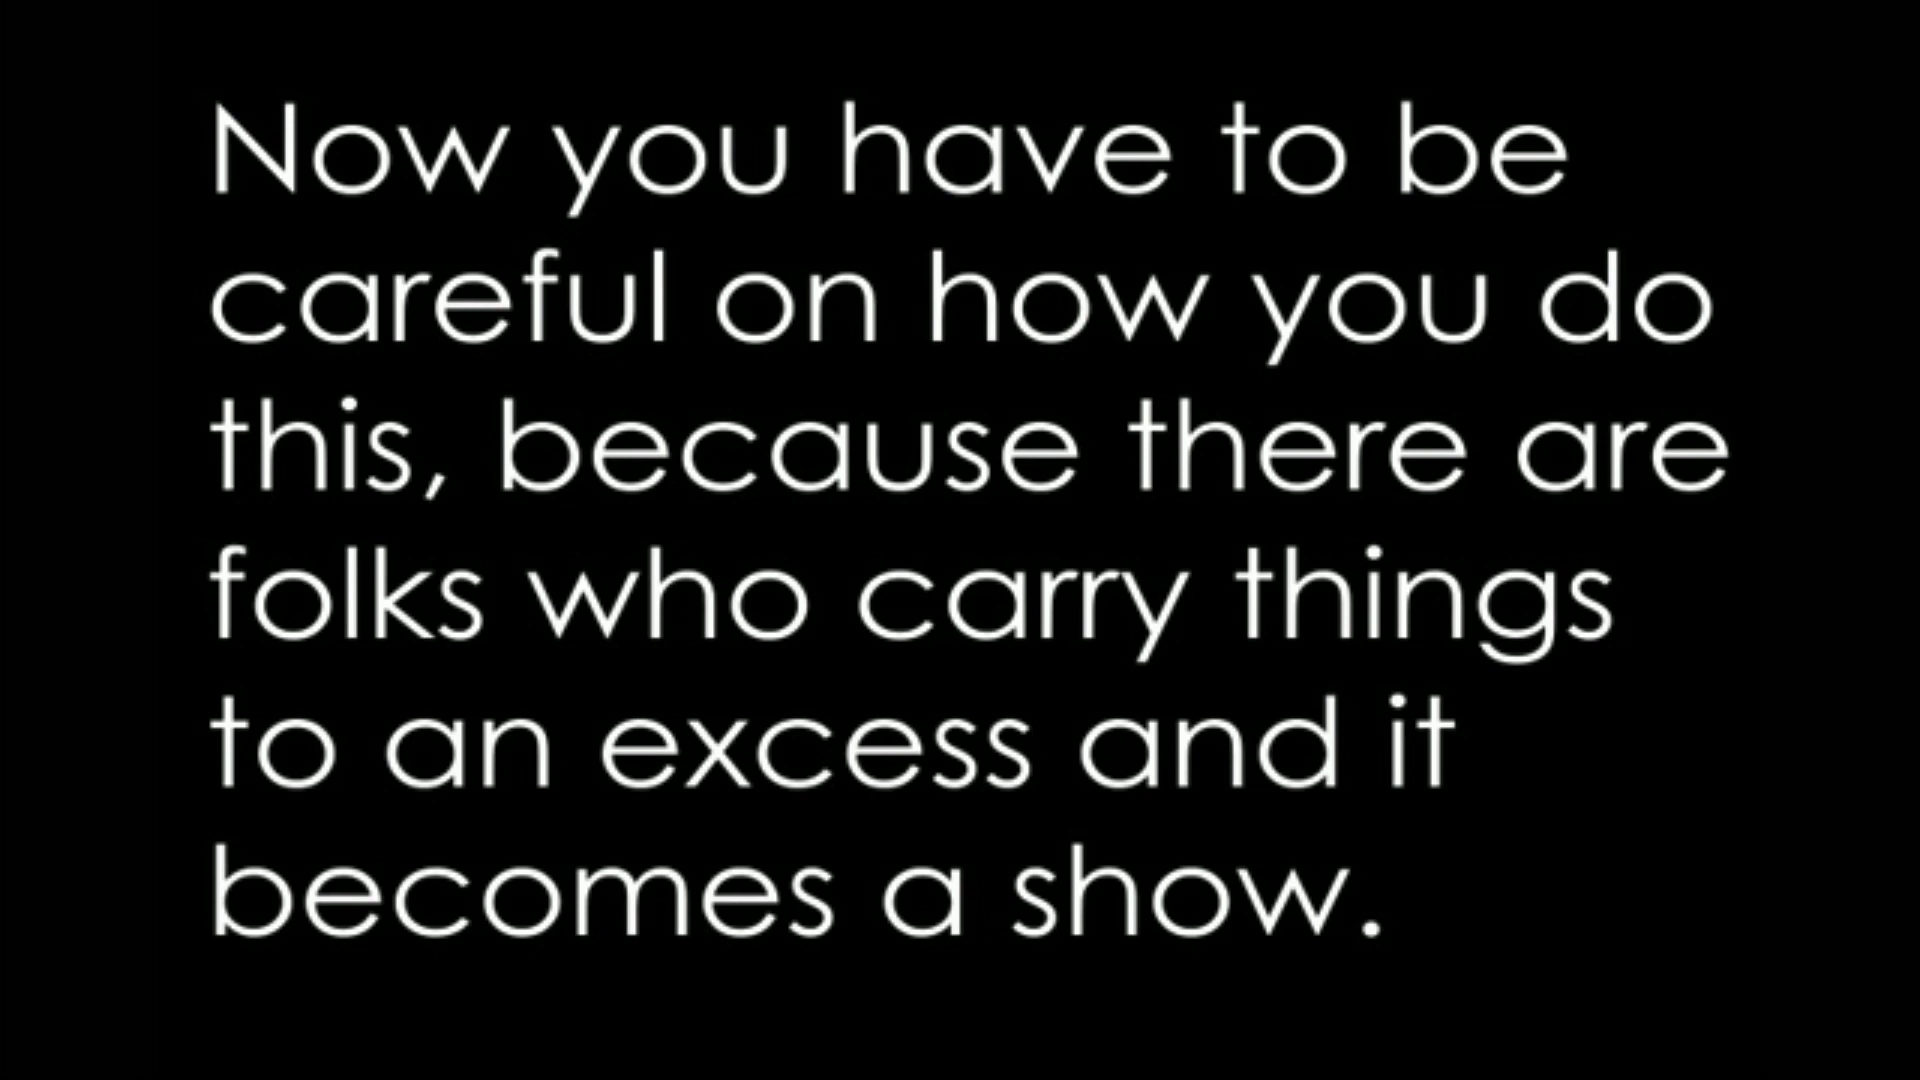 Now you have to be
careful on how you do
this, because there are
folks who carry things
to an excess and it
becomes a show.